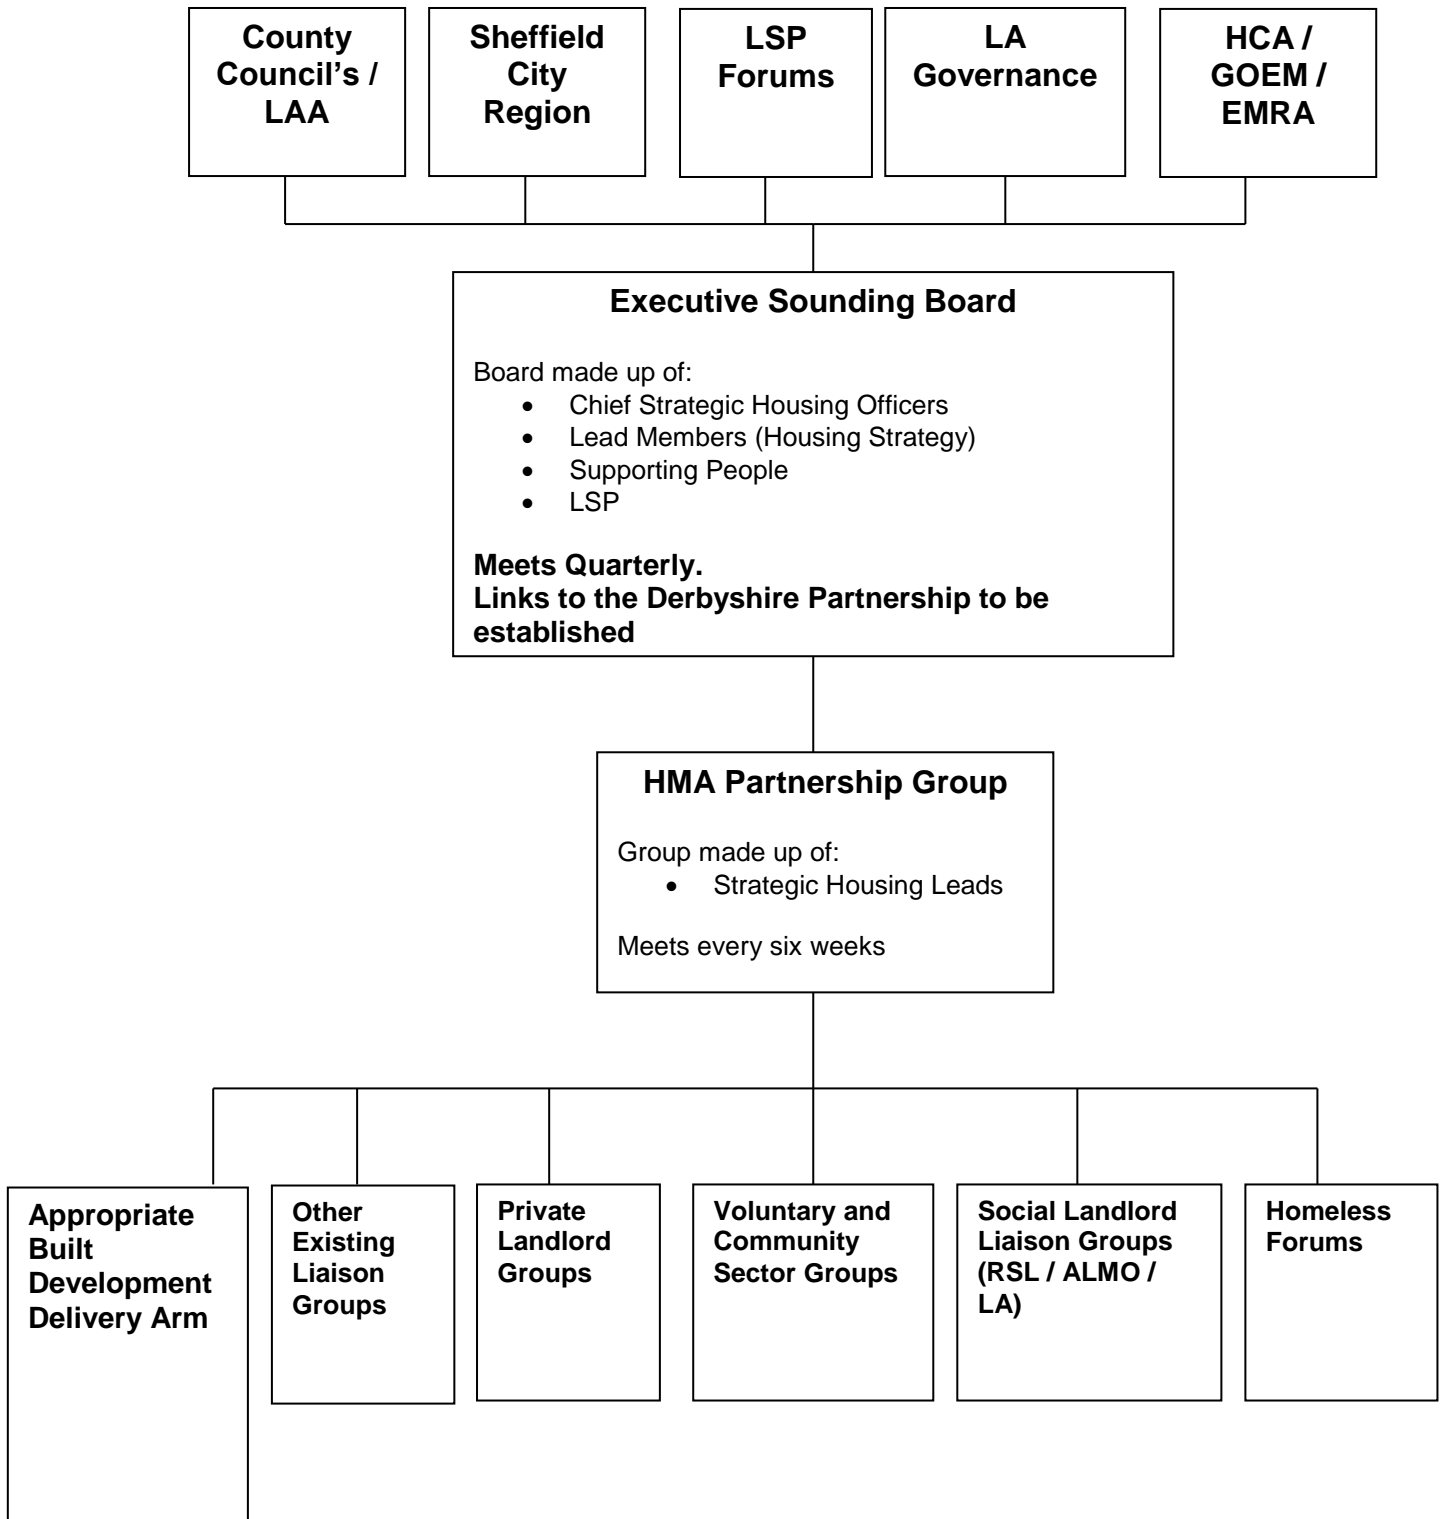 County
Council’s /
LAA
Sheffield
City
Region
LSP
Forums
LA
Governance
HCA /
GOEM /
EMRA
Executive Sounding Board
Board made up of:
• Chief Strategic Housing Officers
• Lead Members (Housing Strategy)
• Supporting People
• LSP
Meets Quarterly.
Links to the Derbyshire Partnership to be
established
HMA Partnership Group
Group made up of:
• Strategic Housing Leads
Meets every six weeks
Appropriate
Built
Development
Delivery Arm
Other
Existing
Liaison
Groups
Private
Landlord
Groups
Voluntary and
Community
Sector Groups
Social Landlord
Liaison Groups
(RSL / ALMO /
LA)
Homeless
Forums